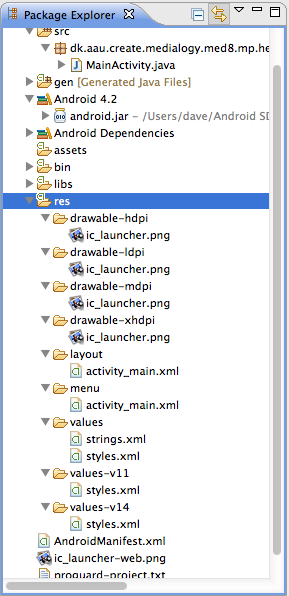 Package Explorer
src
dk.aau.create.medialogy.med8.mp.he
MainActivity.java
gen [Generated Java Files]
Android 4.2
android.jar – /Users/dave/Android SD
Android Dependencies
assets
bin
libs
res
drawable-hdpi
ic_launcher.png
drawable-ldpi
ic_launcher.png
drawable-mdpi
ic_launcher.png
drawable-xhdpi
ic_launcher.png
layout
activity_main.xml
menu
activity_main.xml
values
strings.xml
styles.xml
values-v11
styles.xml
values-v14
styles.xml
AndroidManifest.xml
ic_launcher-web.png
proguard-project.txt